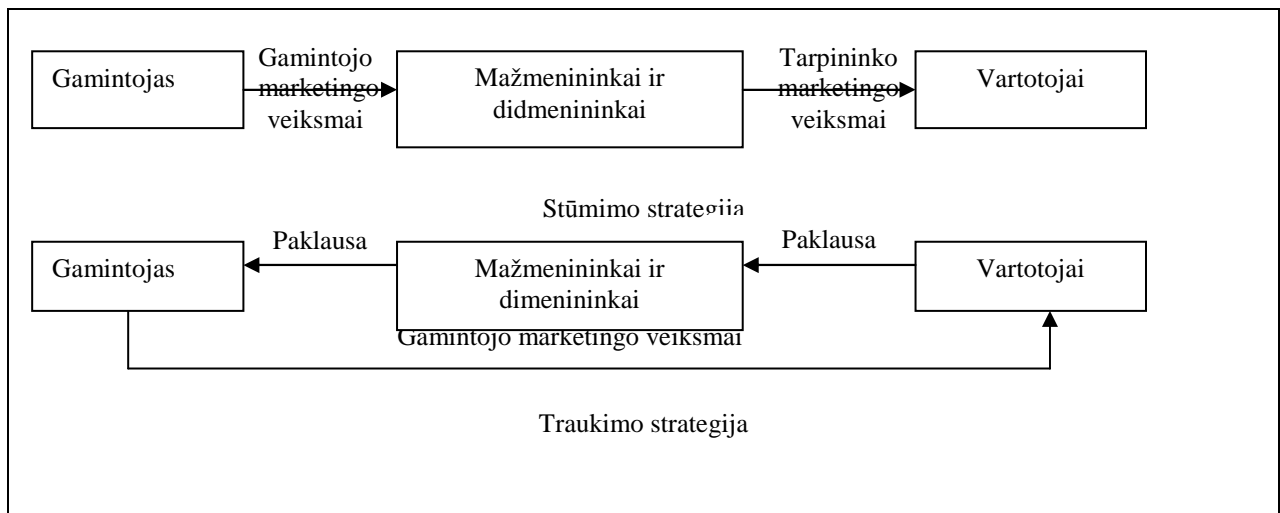 Gamintojas
Gamintojo
marketingo
veiksmai
Mažmenininkai ir
didmenininkai
Tarpininko
marketingo
veiksmai
Vartotojai
Stūmimo strategija
Gamintojas
Paklausa
Mažmenininkai ir
dimenininkai
Paklausa
Vartotojai
Gamintojo marketingo veiksmai
Traukimo strategija